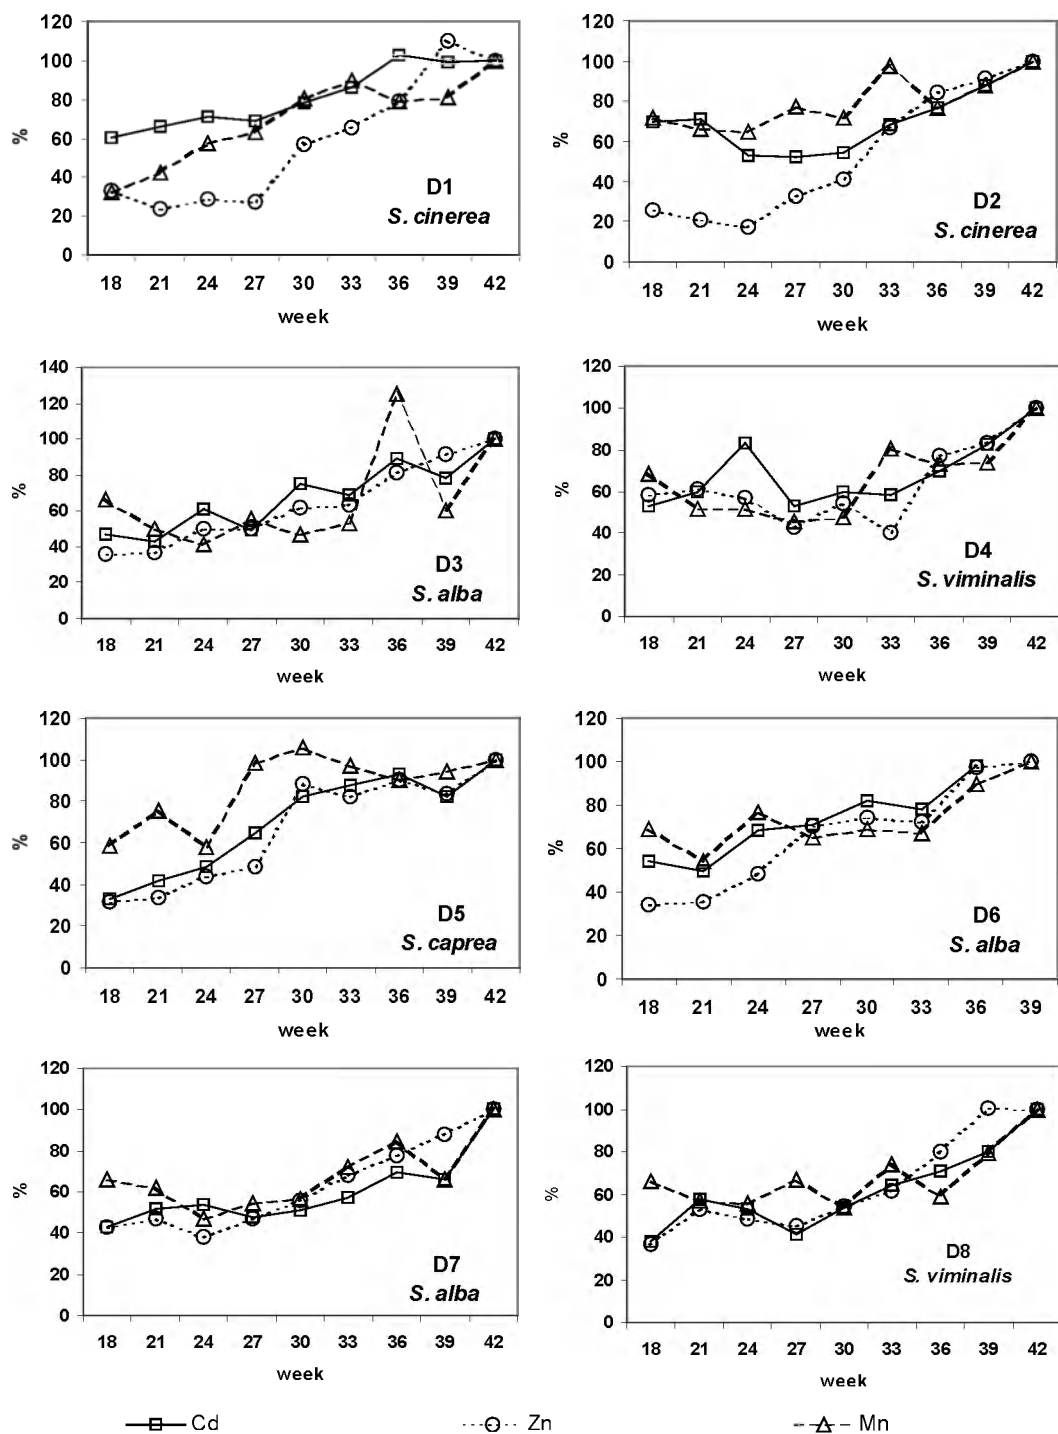 120
100
80
60
40
20
0
%
D1
S. cinerea
18 21 24 27 30 33 36 39 42
week
120
100
80
60
40
20
0
%
D2
S. cinerea
18 21 24 27 30 33 36 39 42
week
140
120
100
80
60
40
20
0
%
D3
S. alba
18 21 24 27 30 33 36 39 42
week
120
100
80
60
40
20
0
%
D4
S. viminalis
18 21 24 27 30 33 36 39 42
week
120
100
80
60
40
20
0
%
D5
S. caprea
18 21 24 27 30 33 36 39 42
week
120
100
80
60
40
20
0
%
D6
S. alba
18 21 24 27 30 33 36 39
week
120
100
80
60
40
20
0
%
D7
S. alba
18 21 24 27 30 33 36 39 42
week
120
100
80
60
40
20
0
%
D8
S. viminalis
18 21 24 27 30 33 36 39 42
week
Cd Zn Mn